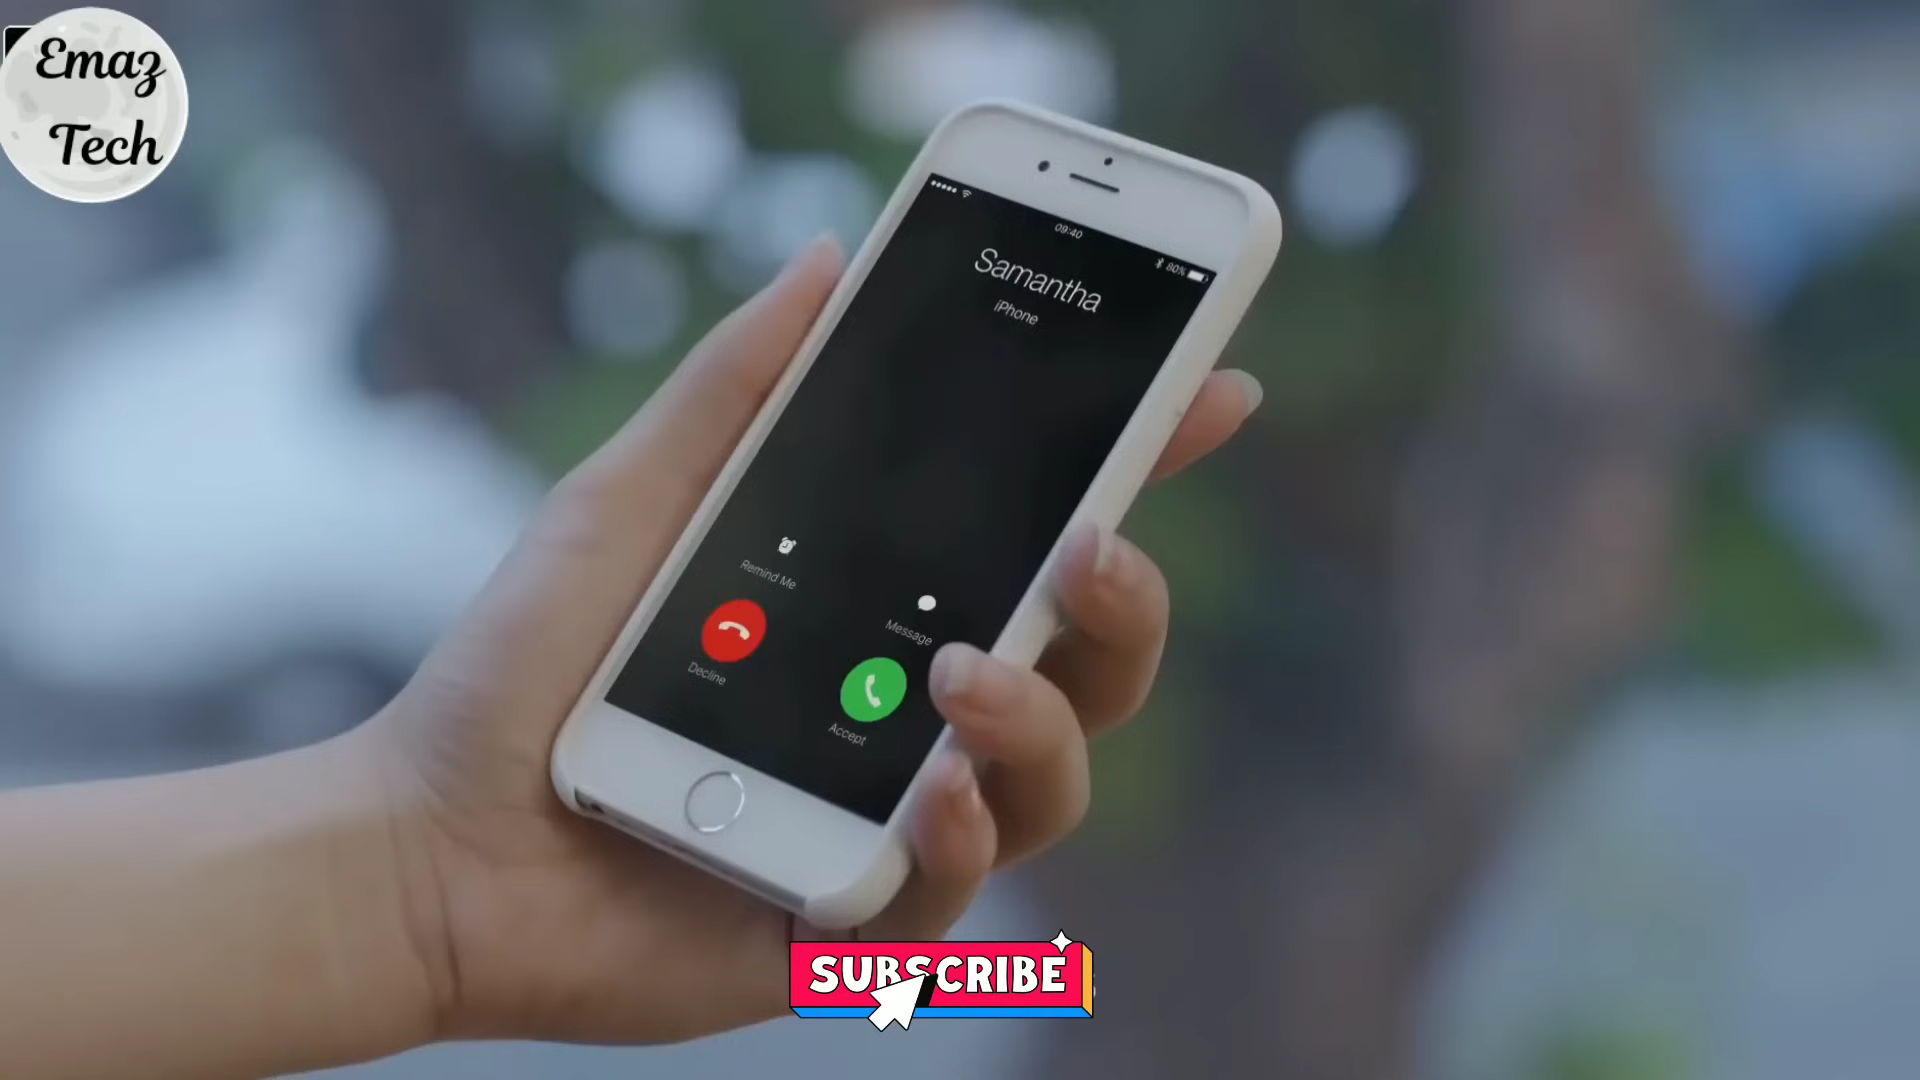 Emaz
Tech
09:40
80%
Samantha
iPhone
Remind Me
Message
Decline
Accept
SUBSCRIBE